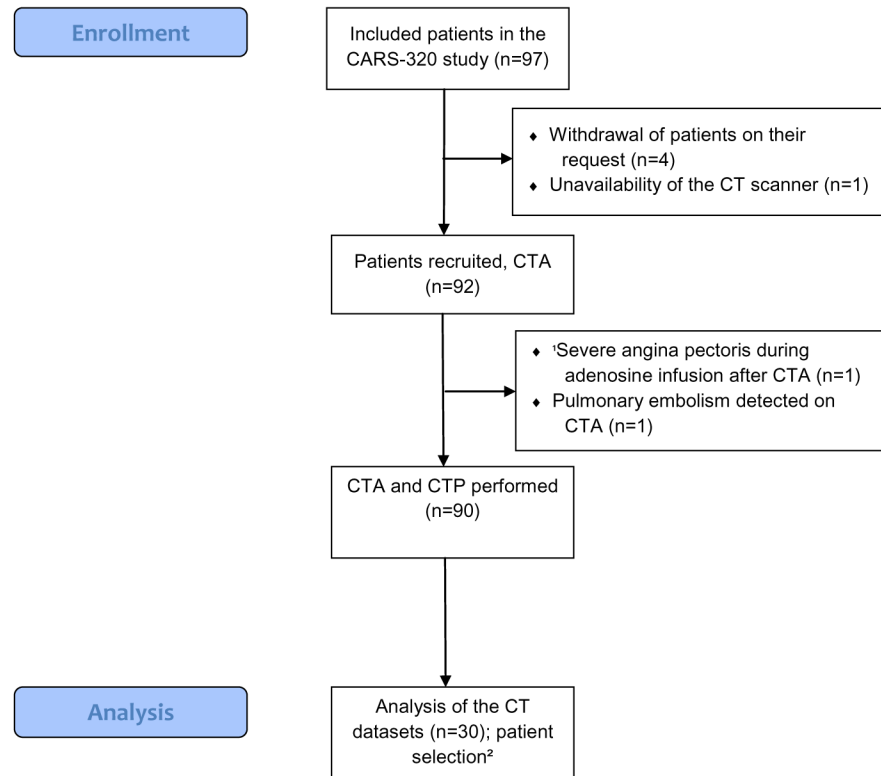 Enrollment
Included patients in the
CARS-320 study (n=97)
♦ Withdrawal of patients on their
request (n=4)
♦ Unavailability of the CT scanner (n=1)
Patients recruited, CTA
(n=92)
♦ ¹Severe angina pectoris during
adenosine infusion after CTA (n=1)
♦ Pulmonary embolism detected on
CTA (n=1)
CTA and CTP performed
(n=90)
Analysis
Analysis of the CT
datasets (n=30); patient
selection²